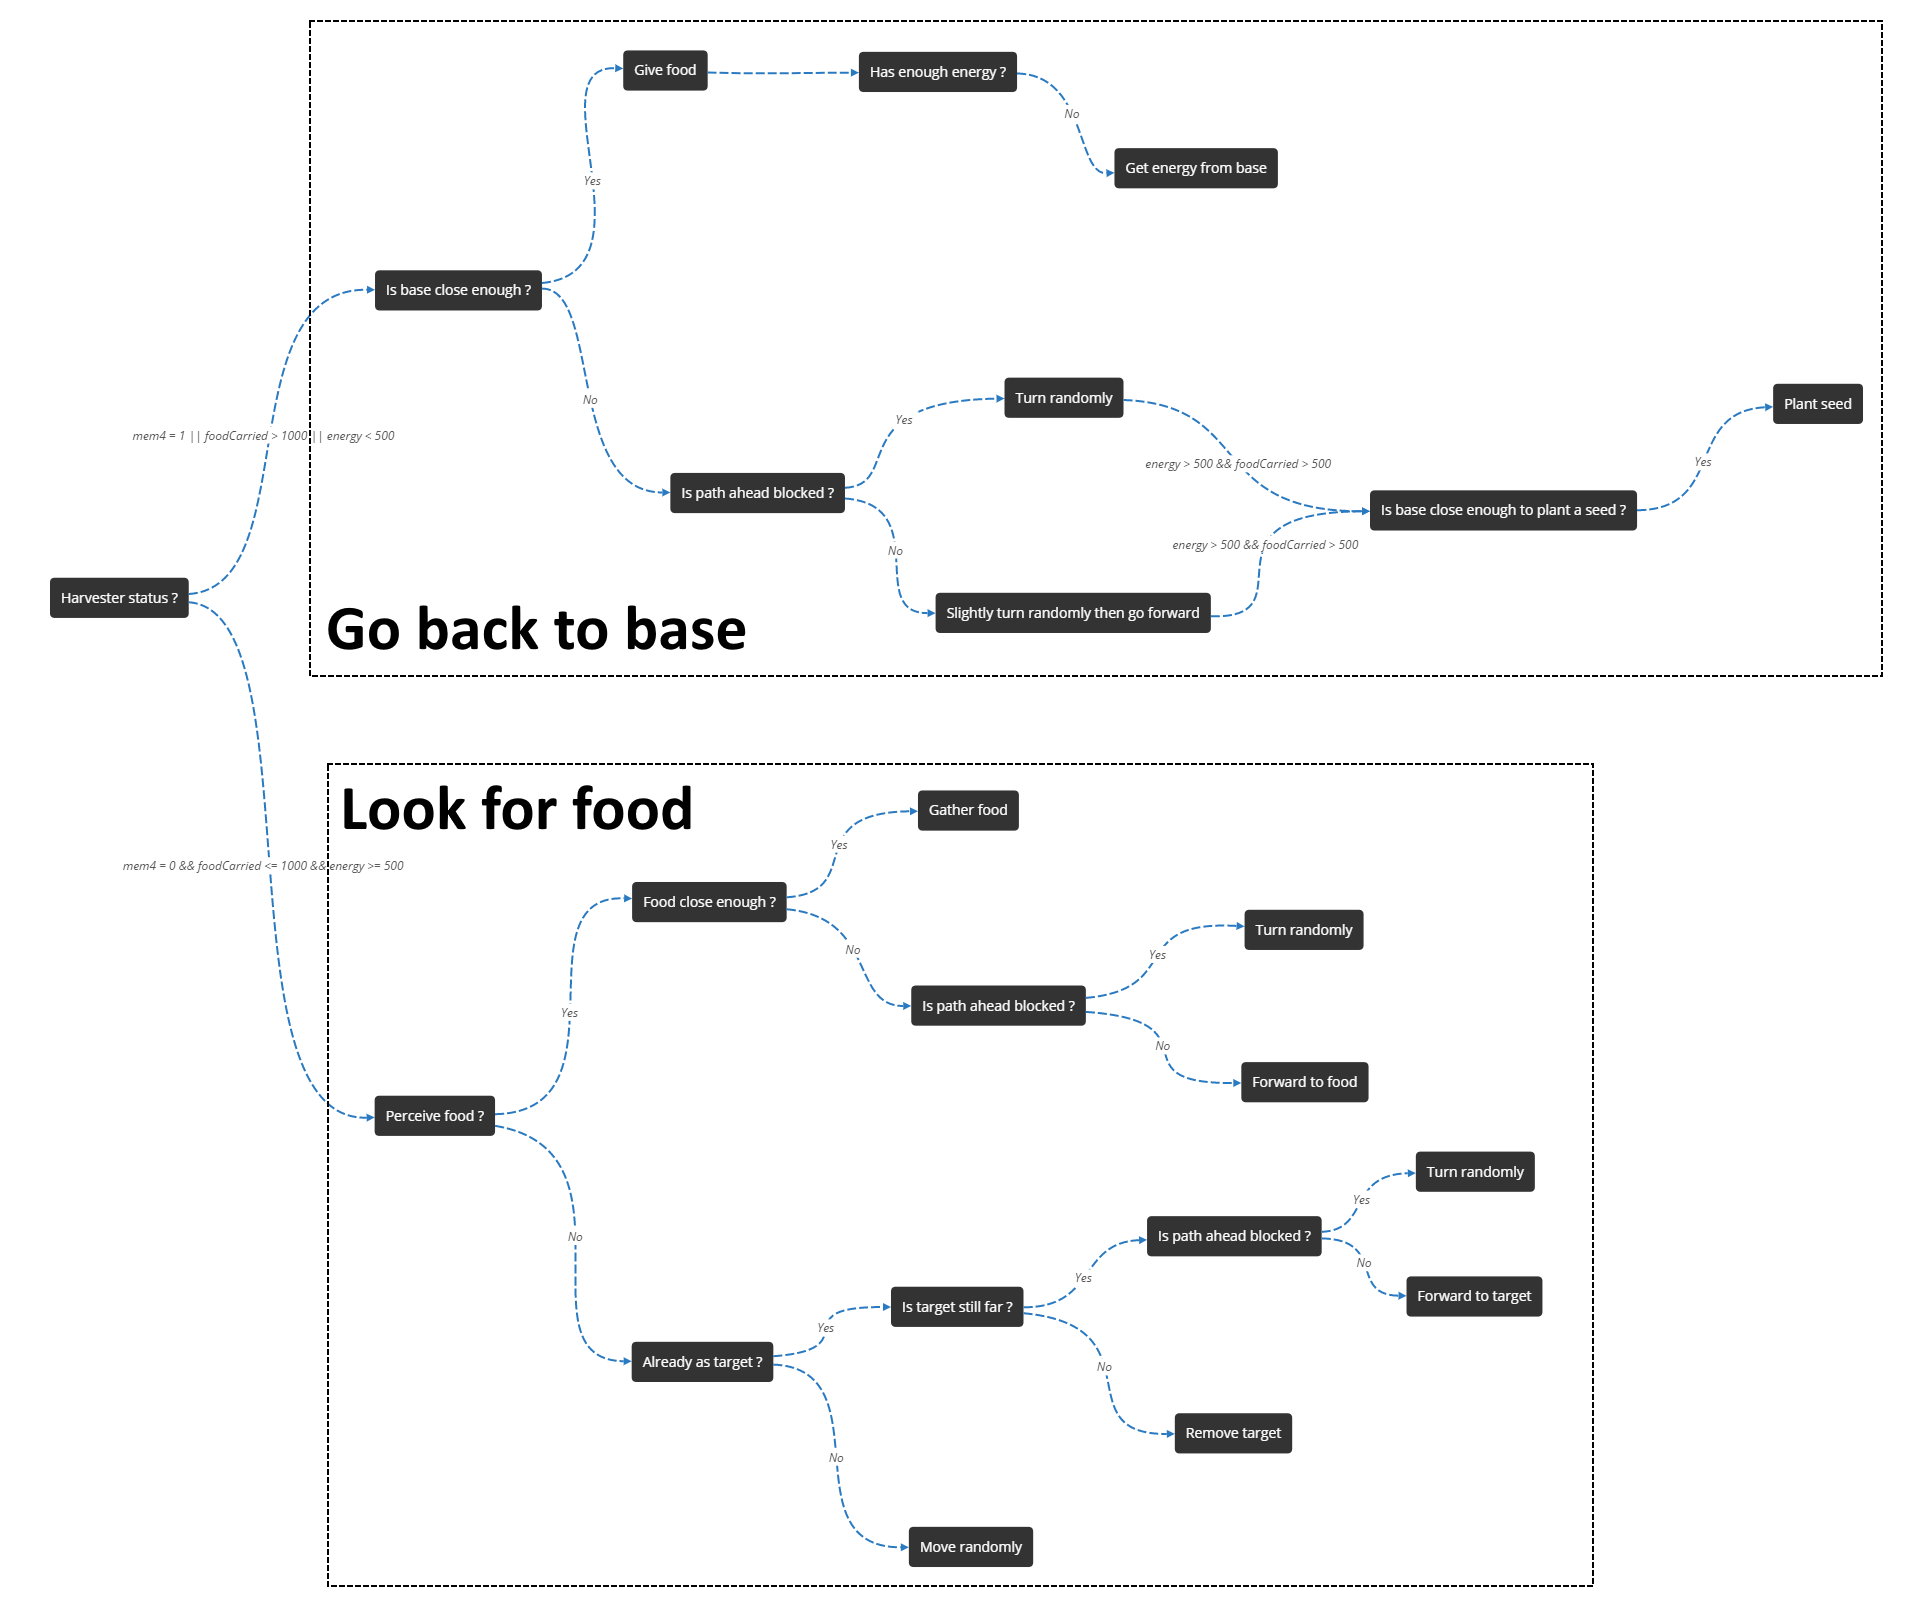 Give food
Has enough energy ?
No
Get energy from base
Yes
Is base close enough ?
No
mem4 = 1 || foodCarried > 1000 || energy < 500
Turn randomly
Yes
Plant seed
energy > 500 && foodCarried > 500
Yes
Is path ahead blocked ?
Is base close enough to plant a seed ?
No
energy > 500 && foodCarried > 500
Harvester status ?
Slightly turn randomly then go forward
Go back to base
Look for food
Gather food
Yes
mem4 = 0 && foodCarried <= 1000 && energy >= 500
Food close enough ?
Turn randomly
No
Yes
Is path ahead blocked ?
Yes
No
Forward to food
Perceive food ?
Turn randomly
Yes
No
Is path ahead blocked ?
No
Yes
Forward to target
Is target still far ?
Yes
Already as target ?
No
Remove target
No
Move randomly